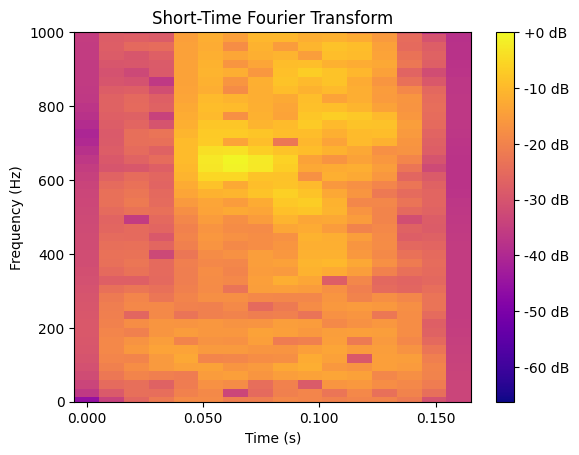 Short-Time Fourier Transform
1000
800
600
400
200
0
Frequency (Hz)
0.000
0.050
0.100
0.150
Time (s)
+0 dB
-10 dB
-20 dB
-30 dB
-40 dB
-50 dB
-60 dB